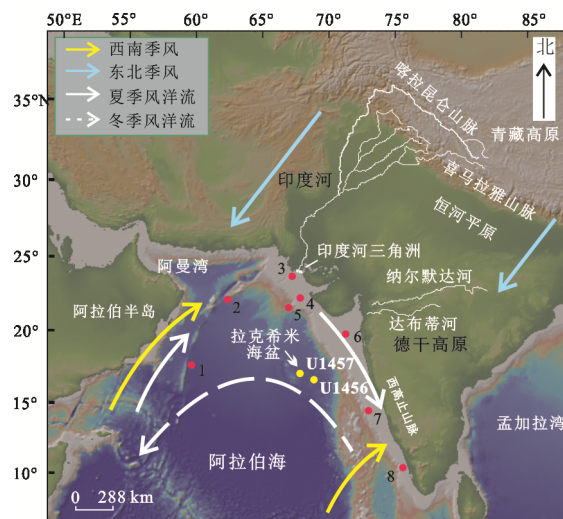 50°E
55°E
60°E
65°E
70°E
75°E
80°E
85°E
西南季风
东北季风
夏季风洋流
冬季风洋流
北
35°N
30°
25°
20°
15°
10°
喀拉昆仑山脉
青藏高原
喜马拉雅山脉
印度河
恒河平原
印度河三角洲
阿曼湾
纳尔默达河
阿拉伯半岛
达布蒂河
德干高原
拉克希米
海盆
U1457
U1456
西高止山脉
孟加拉湾
阿拉伯海
1
2
3
4
5
6
7
8
0 288 km